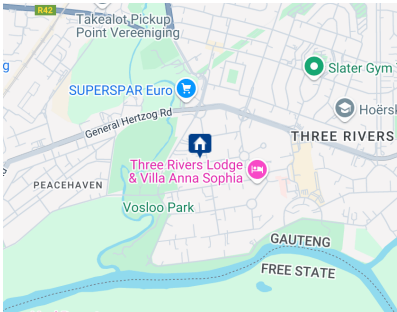 R42
Takealot Pickup
Point Vereeniging
Slater Gym
SUPERSPAR Euro
General Hertzog Rd
Hoërsk
THREE RIVERS
Three Rivers Lodge
& Villa Anna Sophia
PEACEHAVEN
Vosloo Park
GAUTENG
FREE STATE